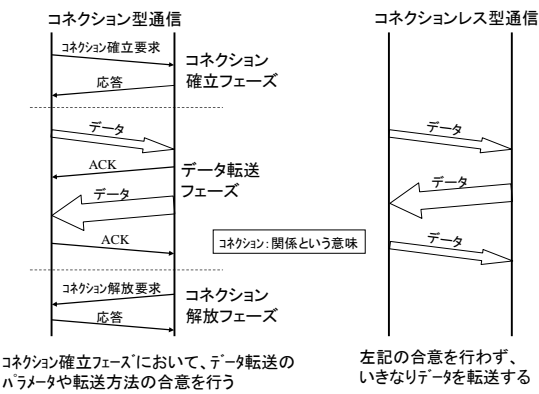 コネクション型通信
コネクションレス型通信
コネクション確立要求
応答
コネクション
確立フェーズ
データ
ACK
データ
ACK
データ転送
フェーズ
コネクション:関係という意味
コネクション解放要求
応答
コネクション
解放フェーズ
データ
データ
データ
コネクション確立フェーズにおいて、データ転送の
パラメータや転送方法の合意を行う
左記の合意を行わず、
いきなりデータを転送する